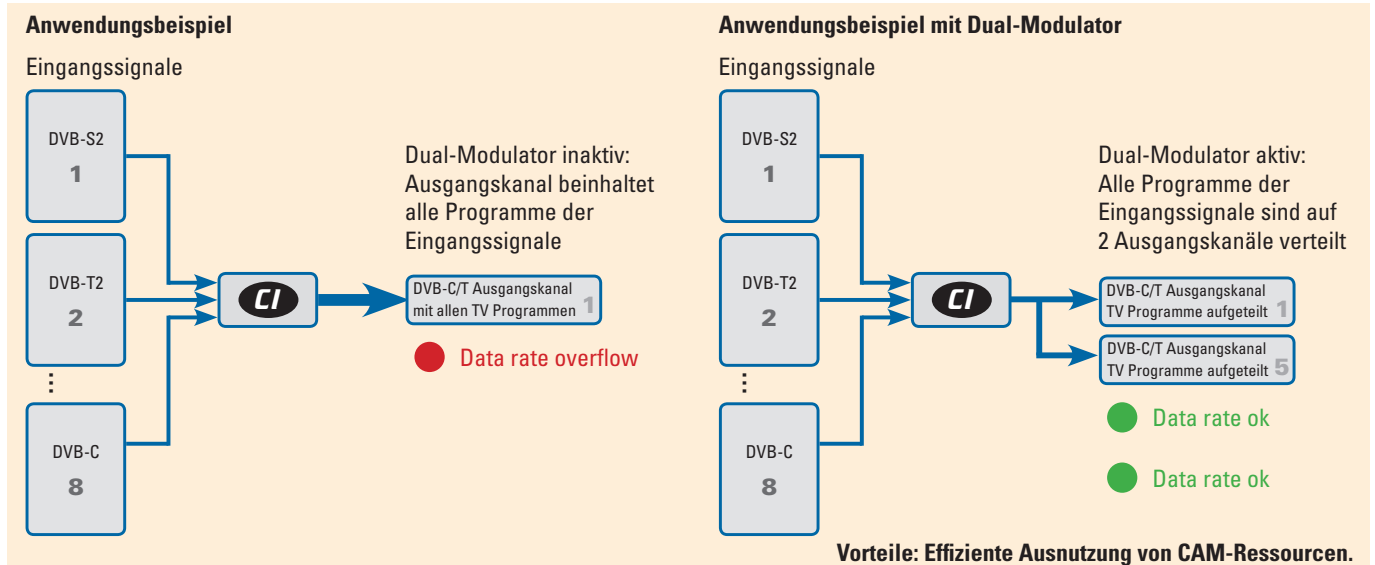 Anwendungsbeispiel
Eingangssignale
DVB-S2
1
DVB-T2
2
⋮
DVB-C
8
CI
Dual-Modulator inaktiv:
Ausgangskanal beinhaltet
alle Programme der
Eingangssignale
DVB-C/T Ausgangskanal
mit allen TV Programmen 1
Data rate overflow
Anwendungsbeispiel mit Dual-Modulator
Eingangssignale
DVB-S2
1
DVB-T2
2
⋮
DVB-C
8
CI
Dual-Modulator aktiv:
Alle Programme der
Eingangssignale sind auf
2 Ausgangskanäle verteilt
DVB-C/T Ausgangskanal
TV Programme aufgeteilt 1
DVB-C/T Ausgangskanal
TV Programme aufgeteilt 5
Data rate ok
Data rate ok
Vorteile: Effiziente Ausnutzung von CAM-Ressourcen.